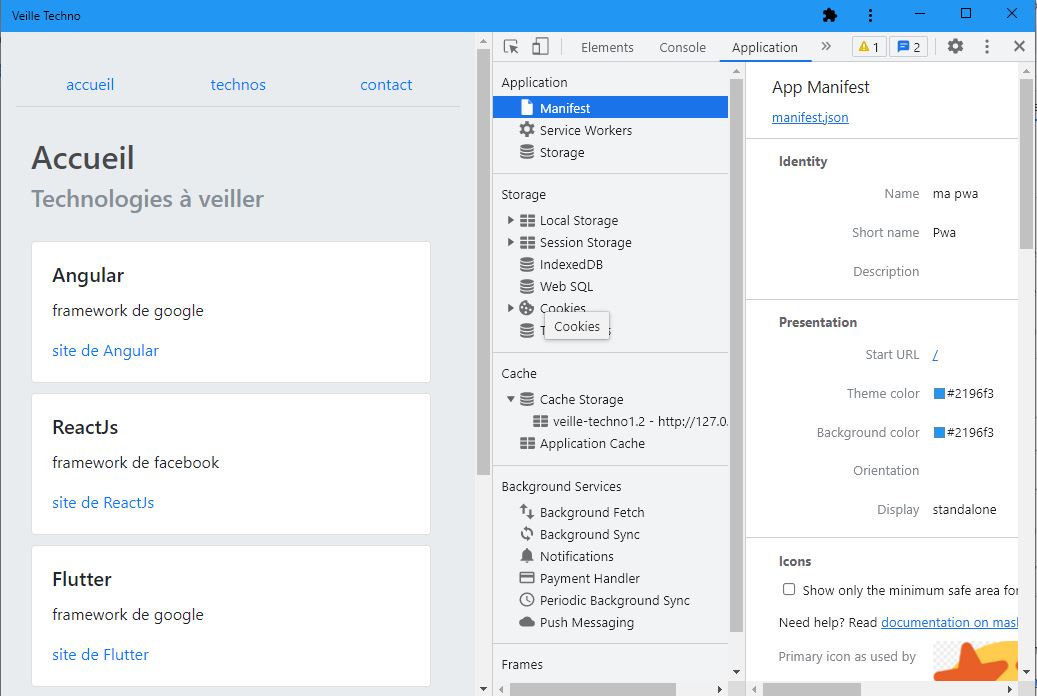 Veille Techno
accueil technos contact
Accueil
Technologies à veiller
Angular
framework de google
site de Angular
ReactJs
framework de facebook
site de ReactJs
Flutter
framework de google
site de Flutter
Elements Console Application » 1 2
Application
Manifest
Service Workers
Storage
Storage
Local Storage
Session Storage
IndexedDB
Web SQL
Cookies
Cookies
Cache
Cache Storage
veille-techno1.2 - http://127.0.
Application Cache
Background Services
Background Fetch
Background Sync
Notifications
Payment Handler
Periodic Background Sync
Push Messaging
Frames
App Manifest
manifest.json
Identity
Name ma pwa
Short name Pwa
Description
Presentation
Start URL /
Theme color #2196f3
Background color #2196f3
Orientation
Display standalone
Icons
Show only the minimum safe area for
Need help? Read documentation on mas
Primary icon as used by